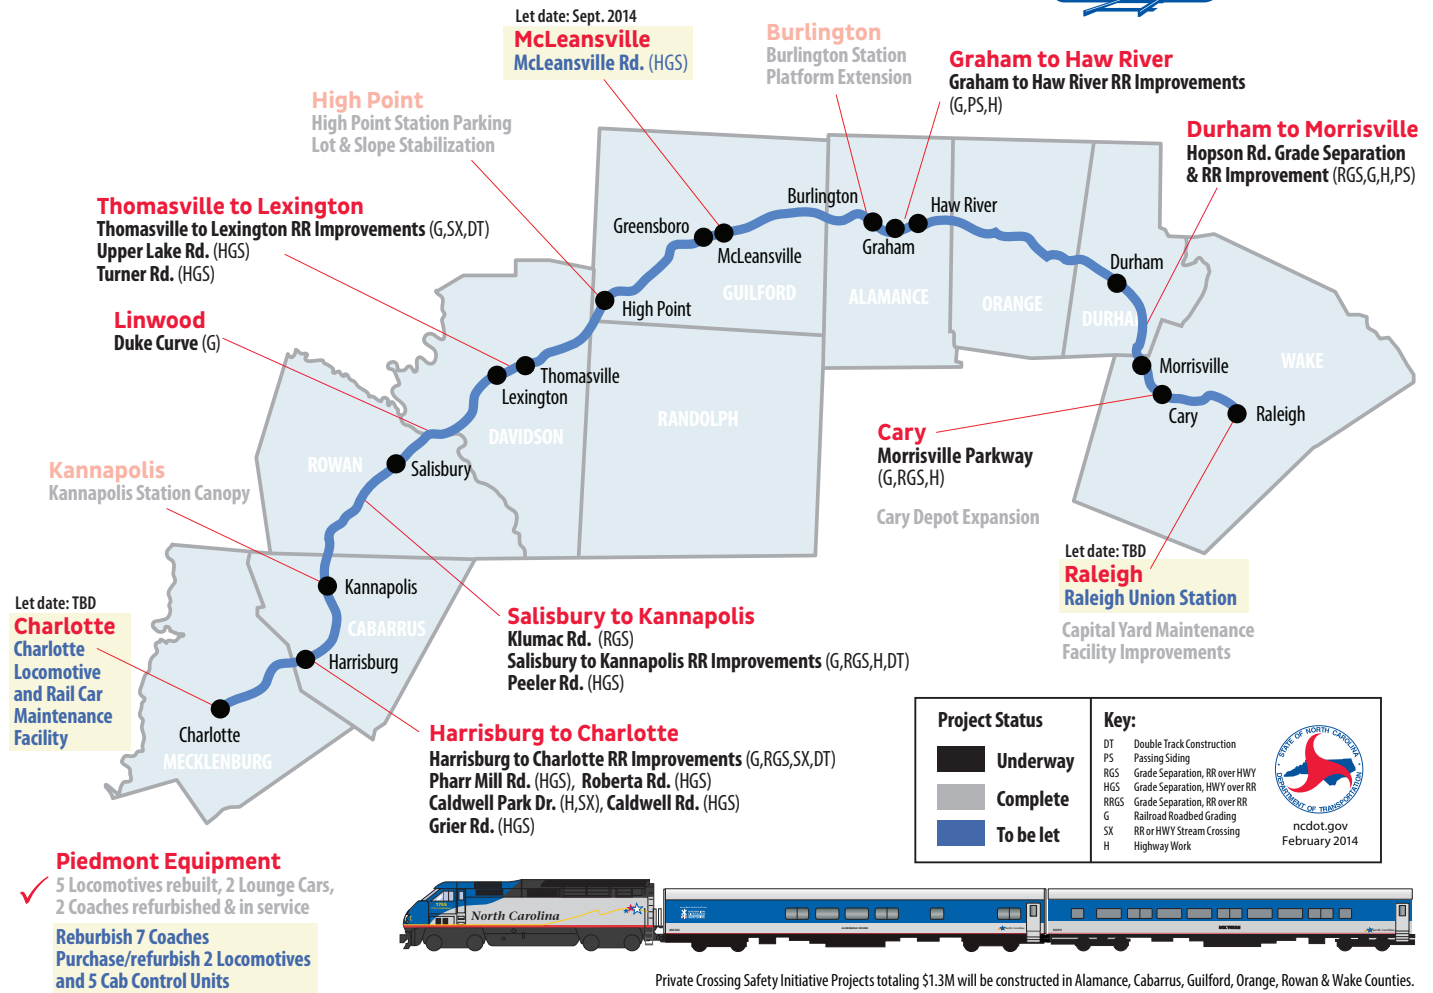 Let date: Sept. 2014
McLeansville
McLeansville Rd. (HGS)
Burlington
Burlington Station
Platform Extension
Graham to Haw River
Graham to Haw River RR Improvements
(G,PS,H)
High Point
High Point Station Parking
Lot & Slope Stabilization
Durham to Morrisville
Hopson Rd. Grade Separation
& RR Improvement (RGS,G,H,PS)
Thomasville to Lexington
Thomasville to Lexington RR Improvements (G,SX,DT)
Upper Lake Rd. (HGS)
Turner Rd. (HGS)
Linwood
Duke Curve (G)
Burlington
Haw River
Greensboro
McLeansville
Graham
Durham
GUILFORD
ALAMANCE
ORANGE
DURHA
High Point
Morrisville
WAKE
Thomasville
Lexington
Cary
Raleigh
RANDOLPH
DAVIDSON
ROWAN
Salisbury
Cary
Morrisville Parkway
(G,RGS,H)
Cary Depot Expansion
Kannapolis
Kannapolis Station Canopy
Let date: TBD
Raleigh
Raleigh Union Station
Capital Yard Maintenance
Facility Improvements
Kannapolis
CABARRUS
Harrisburg
Charlotte
MECKLENBURG
Let date: TBD
Charlotte
Charlotte
Locomotive
and Rail Car
Maintenance
Facility
Salisbury to Kannapolis
Klumac Rd. (RGS)
Salisbury to Kannapolis RR Improvements (G,RGS,H,DT)
Peeler Rd. (HGS)
Harrisburg to Charlotte
Harrisburg to Charlotte RR Improvements (G,RGS,SX,DT)
Pharr Mill Rd. (HGS), Roberta Rd. (HGS)
Caldwell Park Dr. (H,SX), Caldwell Rd. (HGS)
Grier Rd. (HGS)
Project Status
Underway
Complete
To be let
Key:
DT Double Track Construction
PS Passing Siding
RGS Grade Separation, RR over HWY
HGS Grade Separation, HWY over RR
RRGS Grade Separation, RR over RR
G Railroad Roadbed Grading
SX RR or HWY Stream Crossing
H Highway Work
STATE OF NORTH CAROLINA
DEPARTMENT OF TRANSPORTATION
ncdot.gov
February 2014
Piedmont Equipment
5 Locomotives rebuilt, 2 Lounge Cars,
2 Coaches refurbished & in service
Reburbish 7 Coaches
Purchase/refurbish 2 Locomotives
and 5 Cab Control Units
North Carolina
Private Crossing Safety Initiative Projects totaling $1.3M will be constructed in Alamance, Cabarrus, Guilford, Orange, Rowan & Wake Counties.